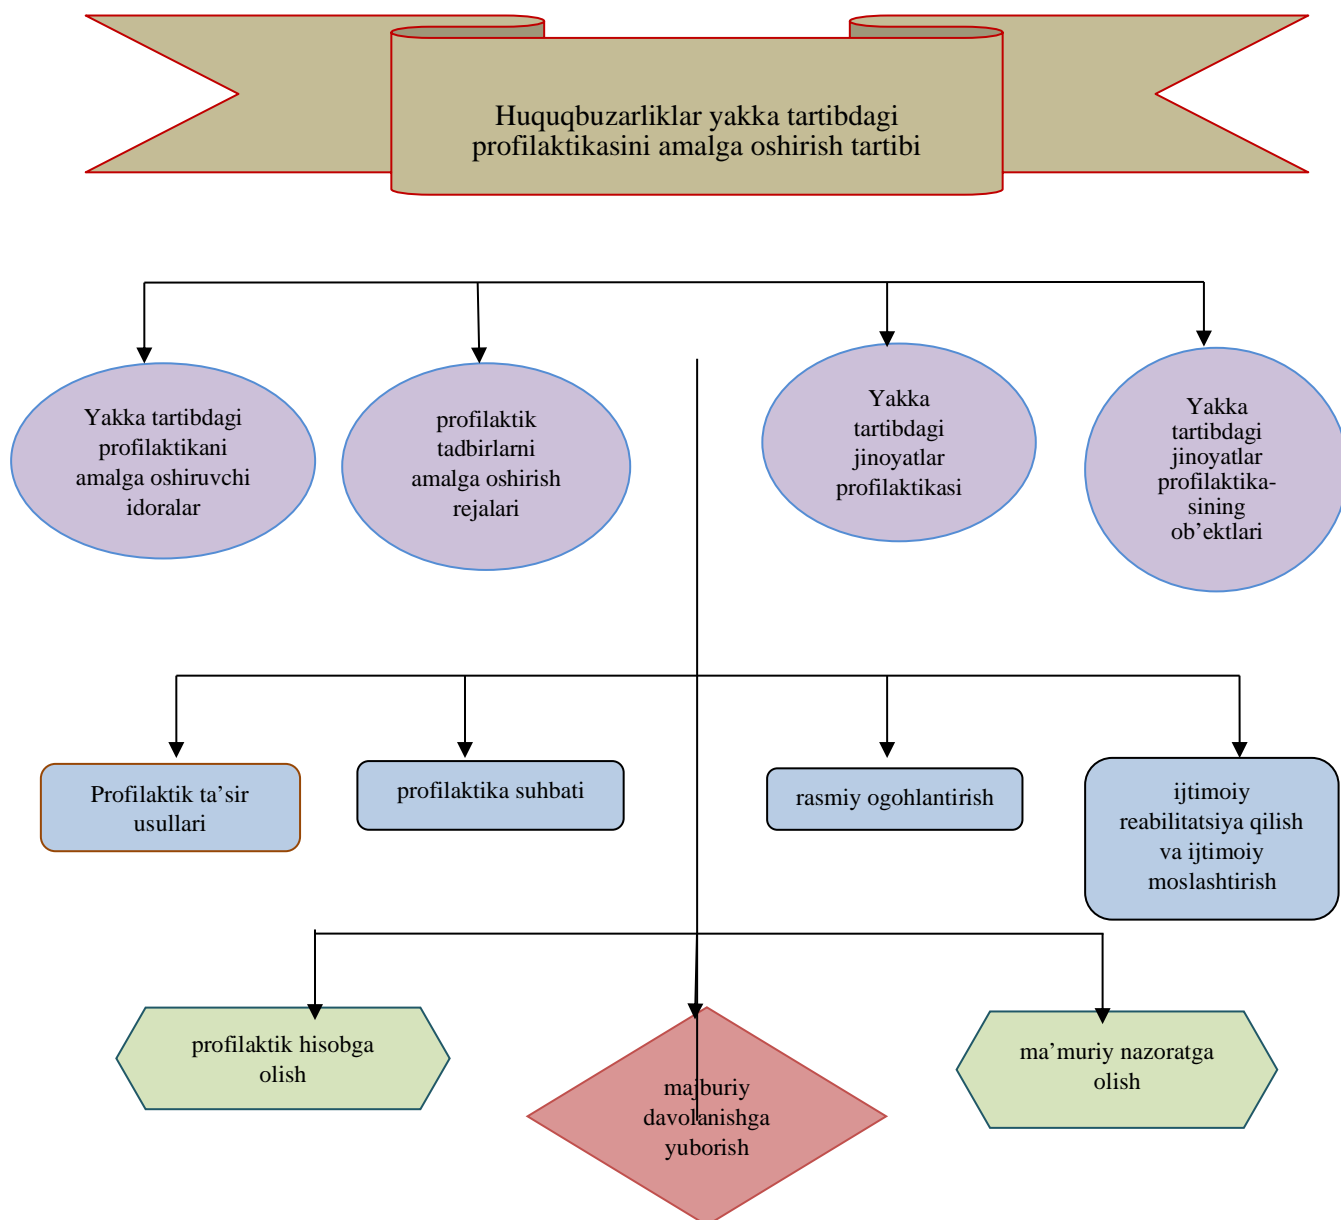 Huquqbuzarliklar yakka tartibdagi
profilaktikasini amalga oshirish tartibi
Yakka tartibdagi
profilaktikani
amalga oshiruvchi
idoralar
profilaktik
tadbirlarni
amalga oshirish
rejalari
Yakka
tartibdagi
jinoyatlar
profilaktikasi
Yakka
tartibdagi
jinoyatlar
profilaktika-
sining
ob’ektlari
Profilaktik ta’sir
usullari
profilaktika suhbati
rasmiy ogohlantirish
ijtimoiy
reabilitatsiya qilish
va ijtimoiy
moslashtirish
profilaktik hisobga
olish
majburiy
davolanishga
yuborish
ma’muriy nazoratga
olish